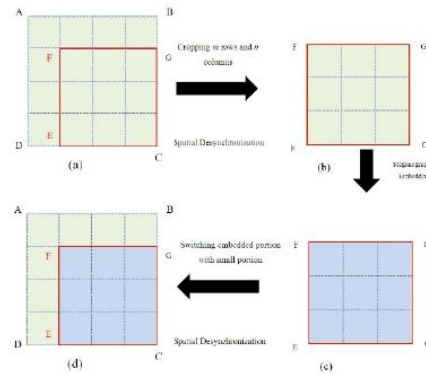 A B
F G
Cropping m rows and n
columns
D E C
Spatial Desynchronization
(a)
F G
E
(b)
A B
F G
Switching embedded portion
with small portion
D E C
Spatial Desynchronization
(d)
F
E
(c)